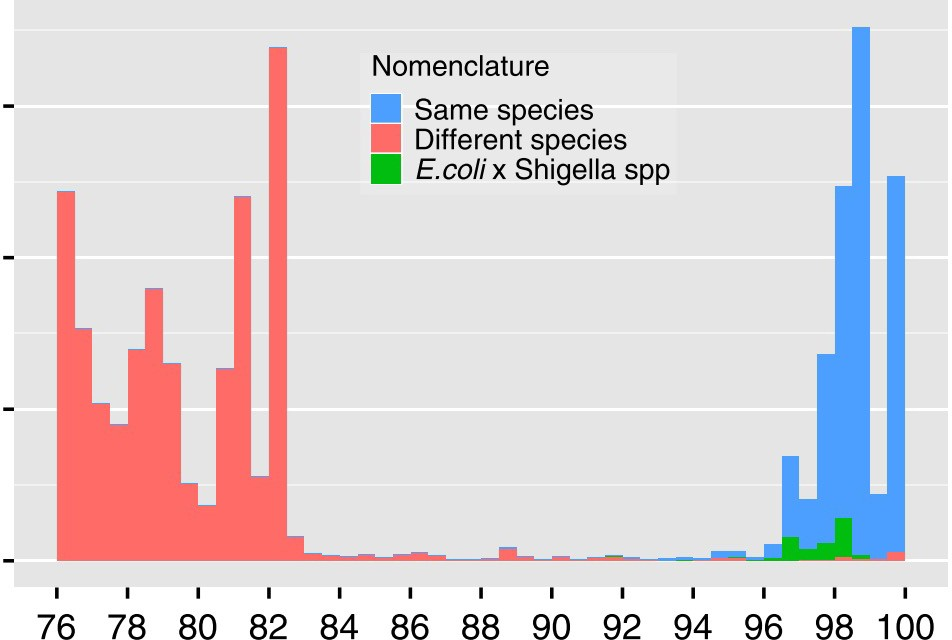 Nomenclature
Same species
Different species
E.coli x Shigella spp
76 78 80 82 84 86 88 90 92 94 96 98 100